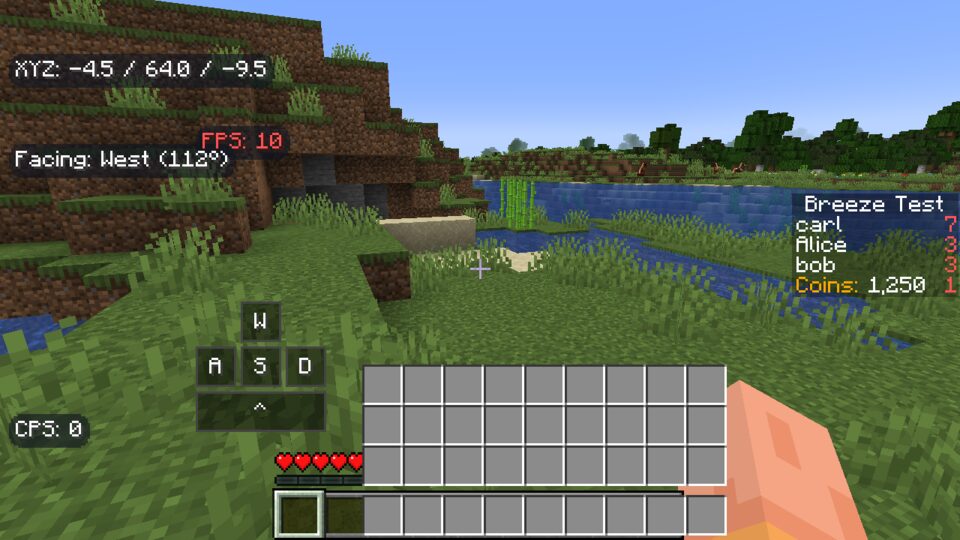 XYZ: -4.5 / 64.0 / -9.5
FPS: 10
Facing: West (112°)
Breeze Test
carl 7
Alice 3
bob 3
Coins: 1,250 1
W
A S D
^
CPS: 0